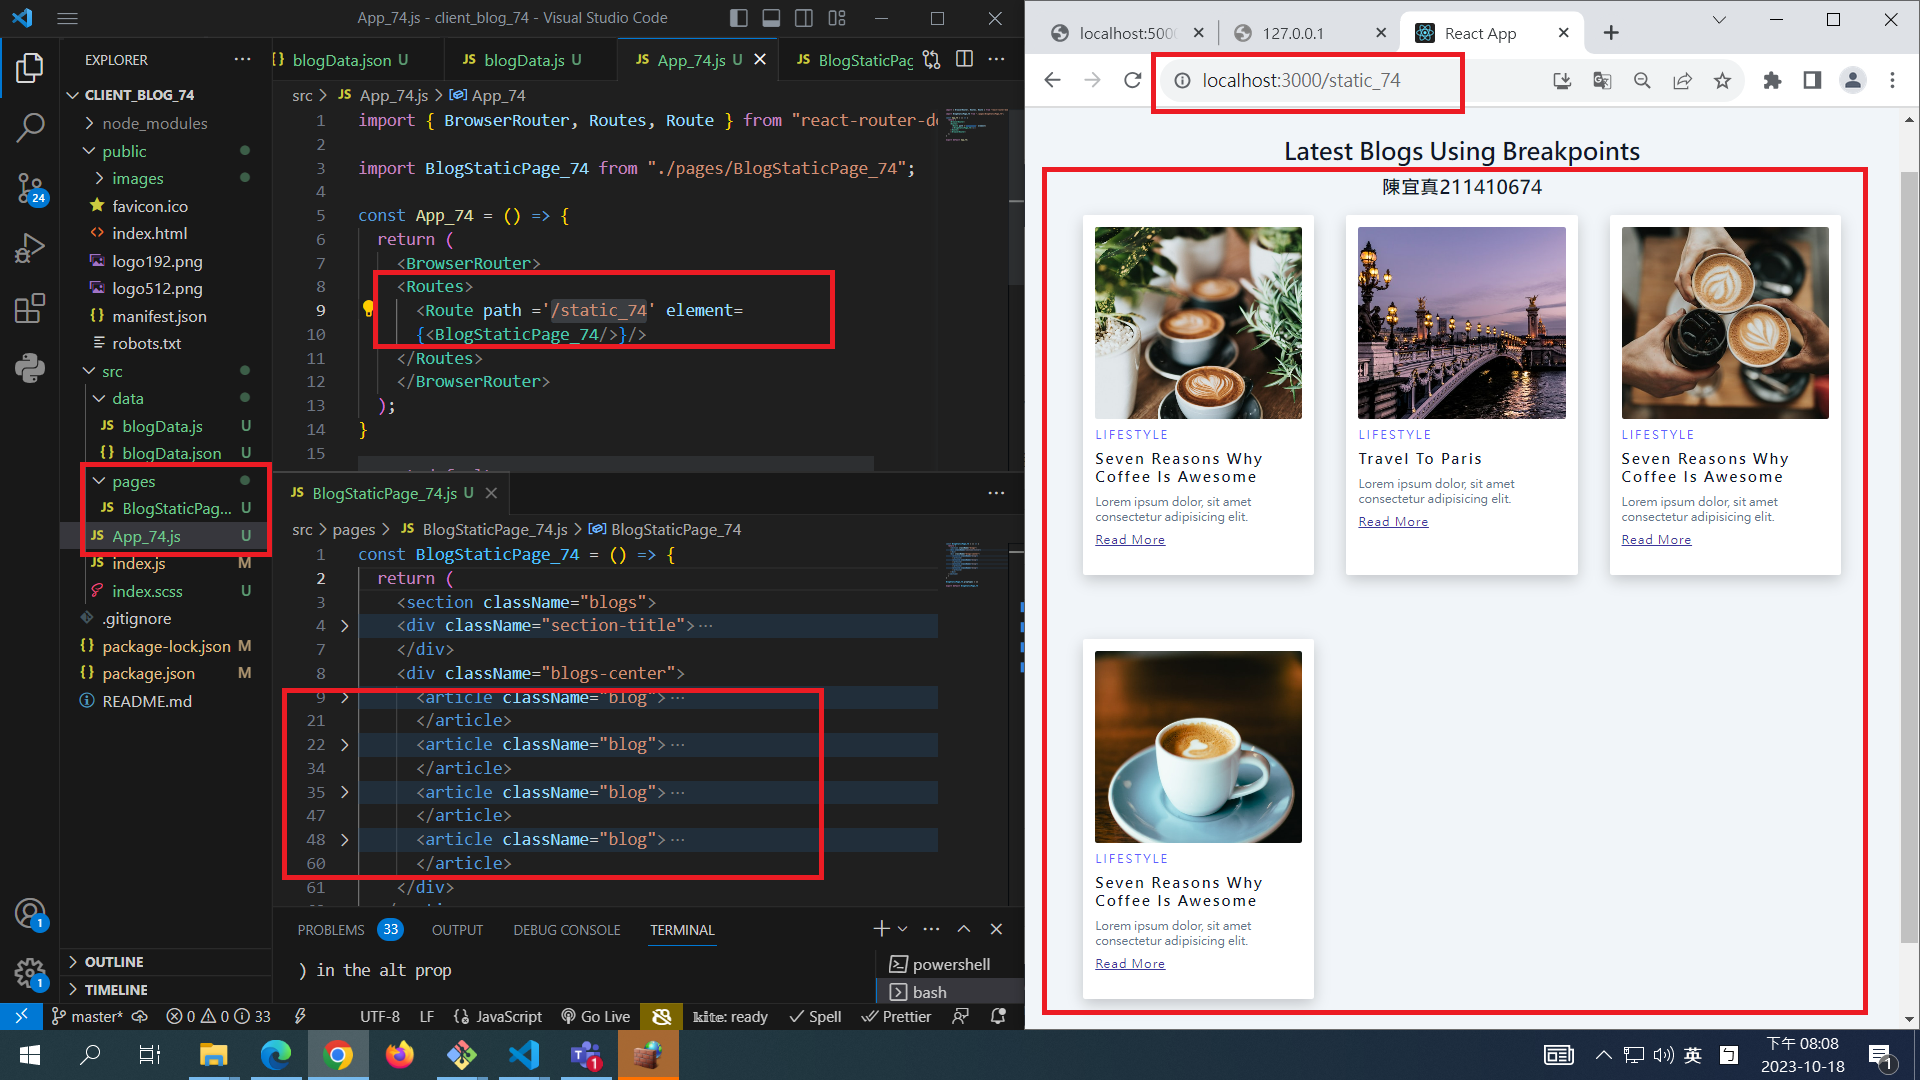 App_74.js - client_blog_74 - Visual Studio Code
EXPLORER
CLIENT_BLOG_74
node_modules
public
images
favicon.ico
index.html
logo192.png
logo512.png
manifest.json
robots.txt
src
data
blogData.js U
blogData.json U
pages
BlogStaticPag... U
App_74.js U
index.js M
index.scss U
.gitignore
package-lock.json M
package.json M
README.md
OUTLINE
TIMELINE
24
1
1
blogData.json U
JS blogData.js U
JS App_74.js U
JS BlogStaticPag
src > JS App_74.js > App_74
1 import { BrowserRouter, Routes, Route } from "react-router-do
2
3 import BlogStaticPage_74 from "./pages/BlogStaticPage_74";
4
5 const App_74 = () => {
6 return (
7 <BrowserRouter>
8 <Routes>
9 <Route path ='/static_74' element=
10 {<BlogStaticPage_74/>}/>
11 </Routes>
12 </BrowserRouter>
13 );
14 }
15
JS BlogStaticPage_74.js U
src > pages > JS BlogStaticPage_74.js > BlogStaticPage_74
1 const BlogStaticPage_74 = () => {
2 return (
3 <section className="blogs">
4 <div className="section-title">···
7 </div>
8 <div className="blogs-center">
9 <article className="blog">···
21 </article>
22 <article className="blog">···
34 </article>
35 <article className="blog">···
47 </article>
48 <article className="blog">···
60 </article>
61 </div>
PROBLEMS 33 OUTPUT DEBUG CONSOLE TERMINAL
) in the alt prop
powershell
bash
master* 0 0 33 UTF-8 LF {} JavaScript Go Live kite: ready Spell Prettier
localhost:5000
127.0.0.1
React App
localhost:3000/static_74
Latest Blogs Using Breakpoints
陳宜真211410674
LIFESTYLE
Seven Reasons Why
Coffee Is Awesome
Lorem ipsum dolor, sit amet
consectetur adipisicing elit.
Read More
LIFESTYLE
Travel To Paris
Lorem ipsum dolor, sit amet
consectetur adipisicing elit.
Read More
LIFESTYLE
Seven Reasons Why
Coffee Is Awesome
Lorem ipsum dolor, sit amet
consectetur adipisicing elit.
Read More
LIFESTYLE
Seven Reasons Why
Coffee Is Awesome
Lorem ipsum dolor, sit amet
consectetur adipisicing elit.
Read More
1
英
下午 08:08
2023-10-18
1